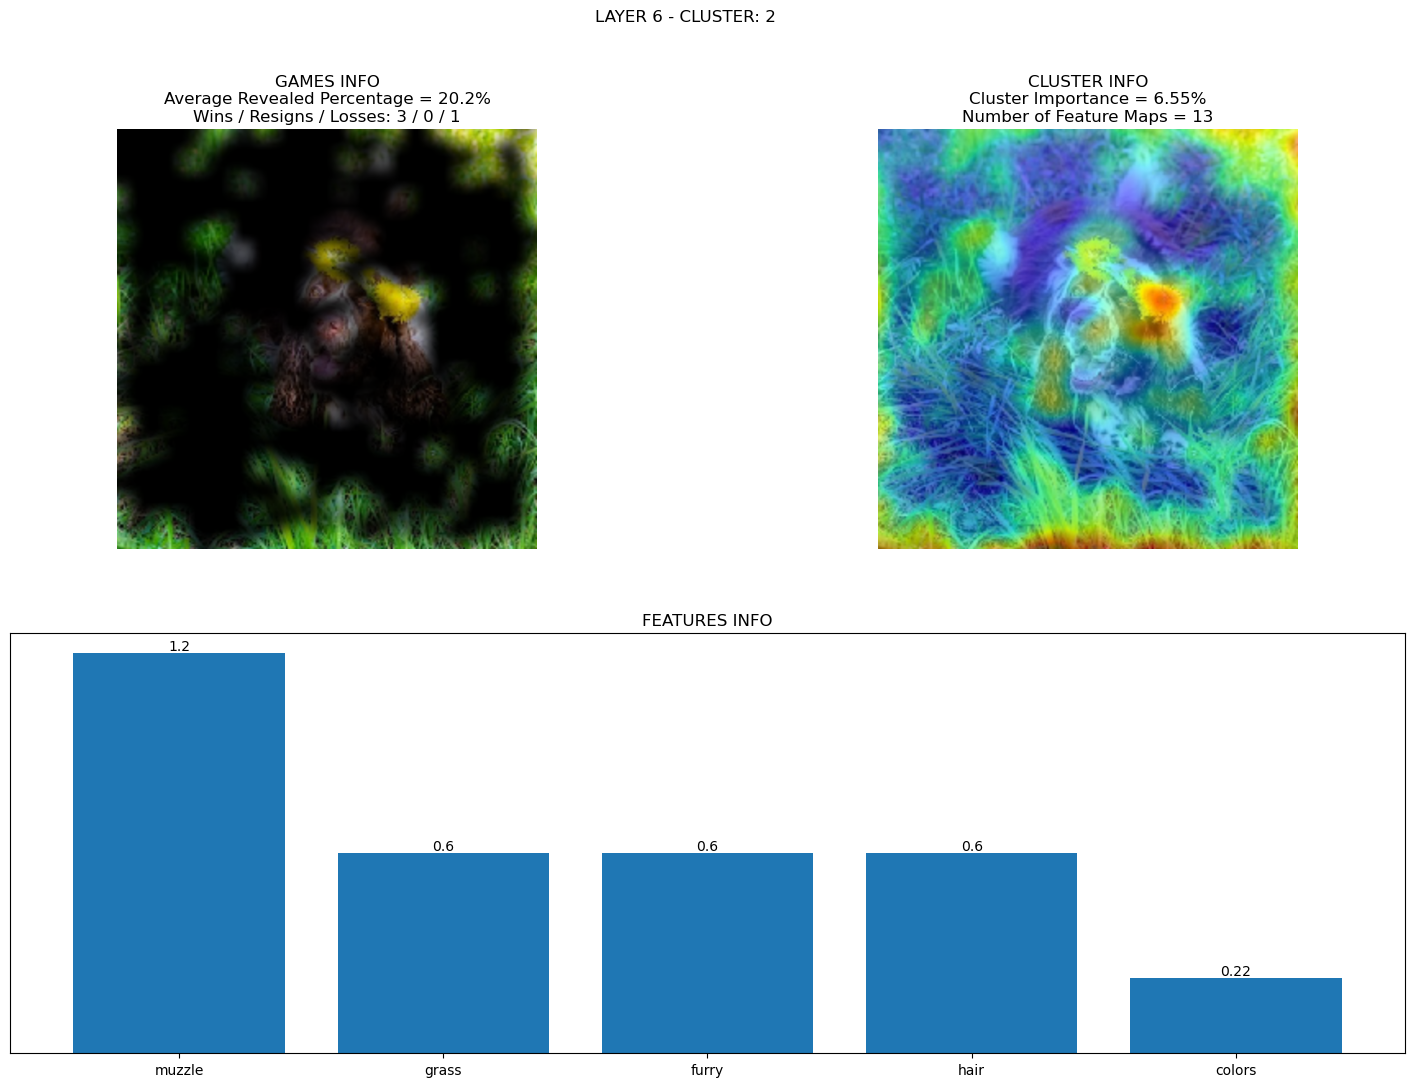 LAYER 6 - CLUSTER: 2
GAMES INFO
Average Revealed Percentage = 20.2%
Wins / Resigns / Losses: 3 / 0 / 1
CLUSTER INFO
Cluster Importance = 6.55%
Number of Feature Maps = 13
FEATURES INFO
1.2
0.6
0.6
0.6
0.22
muzzle
grass
furry
hair
colors